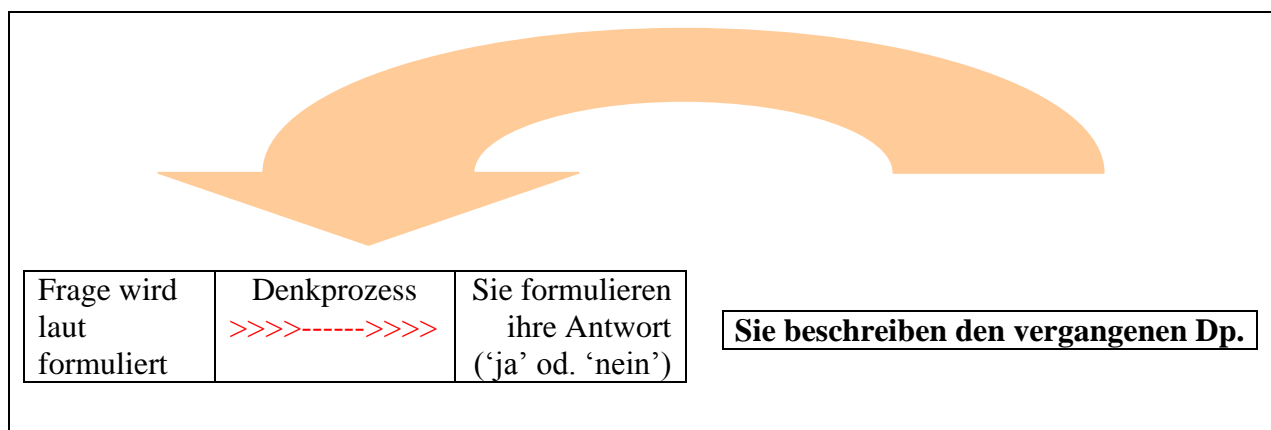 Frage wird
laut
formuliert
Denkprozess
>>>>------>>>>
Sie formulieren
ihre Antwort
(‘ja’ od. ‘nein’)
Sie beschreiben den vergangenen Dp.